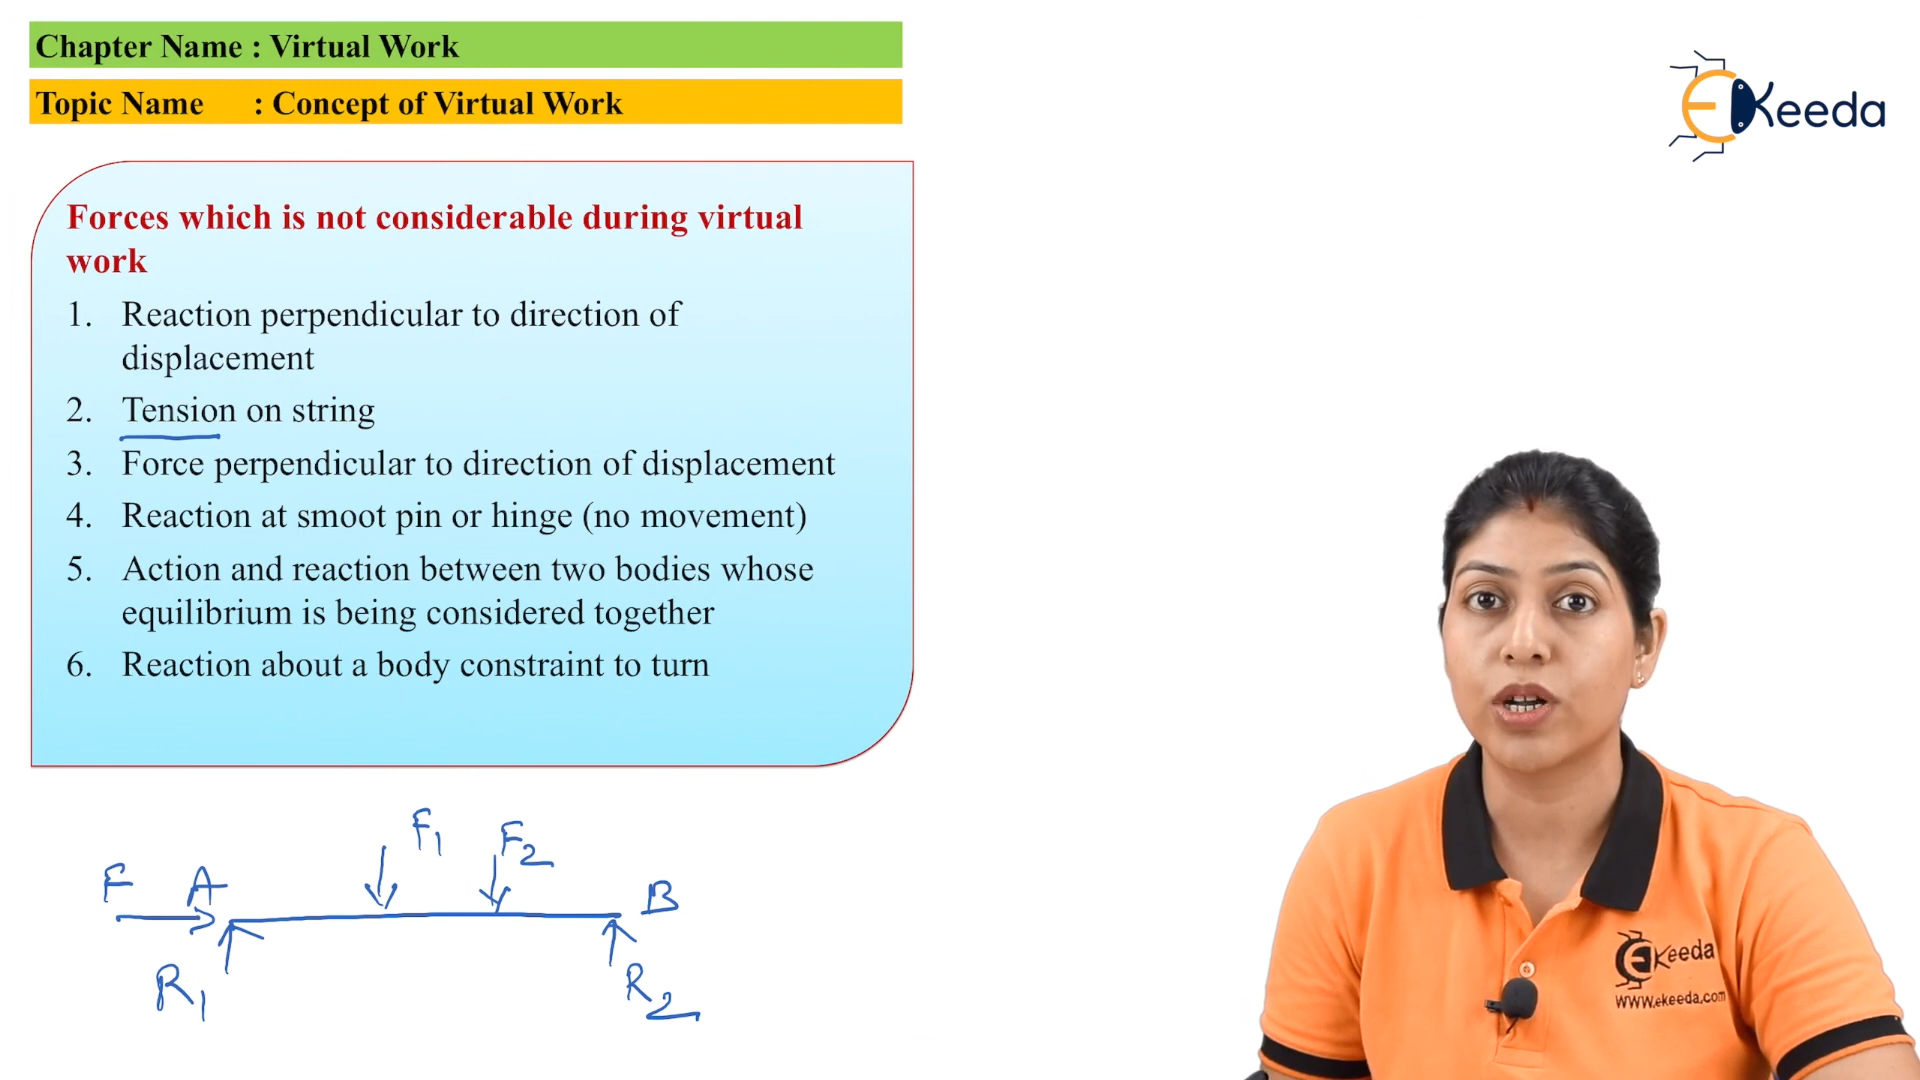 Chapter Name : Virtual Work
Topic Name : Concept of Virtual Work
EKeeda
Forces which is not considerable during virtual
work
1. Reaction perpendicular to direction of
displacement
2. Tension on string
3. Force perpendicular to direction of displacement
4. Reaction at smoot pin or hinge (no movement)
5. Action and reaction between two bodies whose
equilibrium is being considered together
6. Reaction about a body constraint to turn
F1
F2
F A B
R1 R2
EKeeda
WWW.ekeeda.com